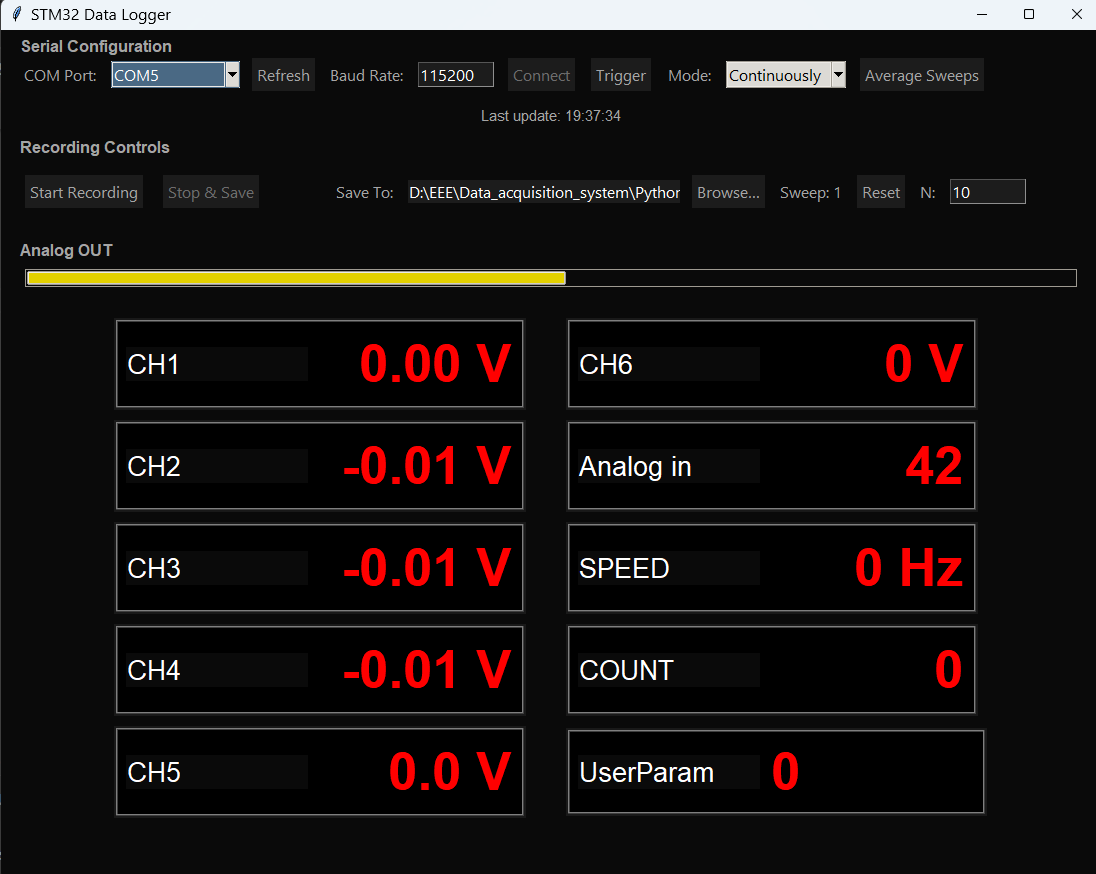 STM32 Data Logger
Serial Configuration
COM Port: COM5 Refresh Baud Rate: 115200 Connect Trigger Mode: Continuously Average Sweeps
Last update: 19:37:34
Recording Controls
Start Recording Stop & Save Save To: D:\EEE\Data_acquisition_system\Pythor Browse... Sweep: 1 Reset N: 10
Analog OUT
CH1 0.00 V
CH6 0 V
CH2 -0.01 V
Analog in 42
CH3 -0.01 V
SPEED 0 Hz
CH4 -0.01 V
COUNT 0
CH5 0.0 V
UserParam 0